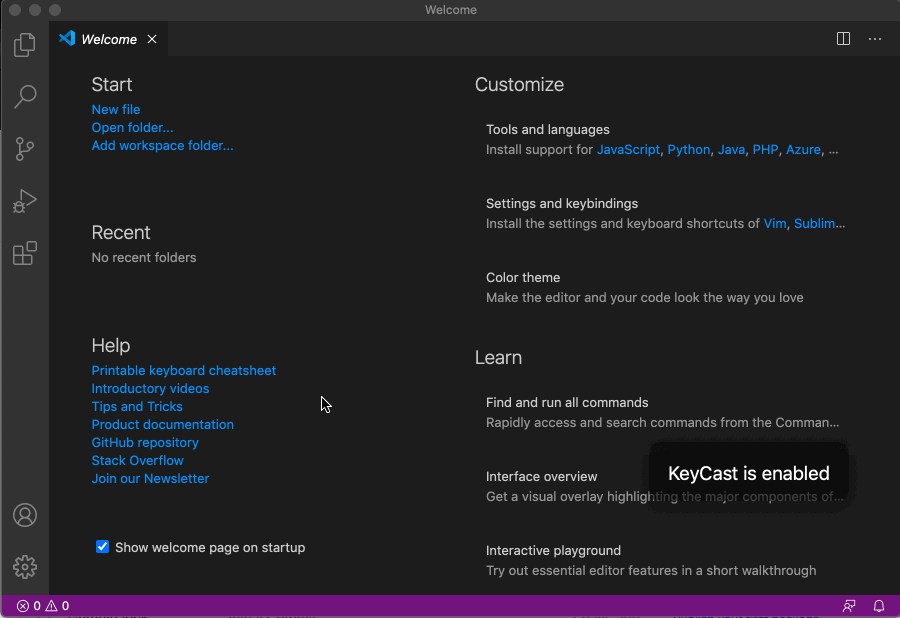 Welcome
Welcome
Start
New file
Open folder...
Add workspace folder...
Recent
No recent folders
Help
Printable keyboard cheatsheet
Introductory videos
Tips and Tricks
Product documentation
GitHub repository
Stack Overflow
Join our Newsletter
Show welcome page on startup
Customize
Tools and languages
Install support for JavaScript, Python, Java, PHP, Azure, ...
Settings and keybindings
Install the settings and keyboard shortcuts of Vim, Sublim...
Color theme
Make the editor and your code look the way you love
Learn
Find and run all commands
Rapidly access and search commands from the Comman...
Interface overview
Get a visual overlay highlighting the major components of...
KeyCast is enabled
Interactive playground
Try out essential editor features in a short walkthrough
0 0